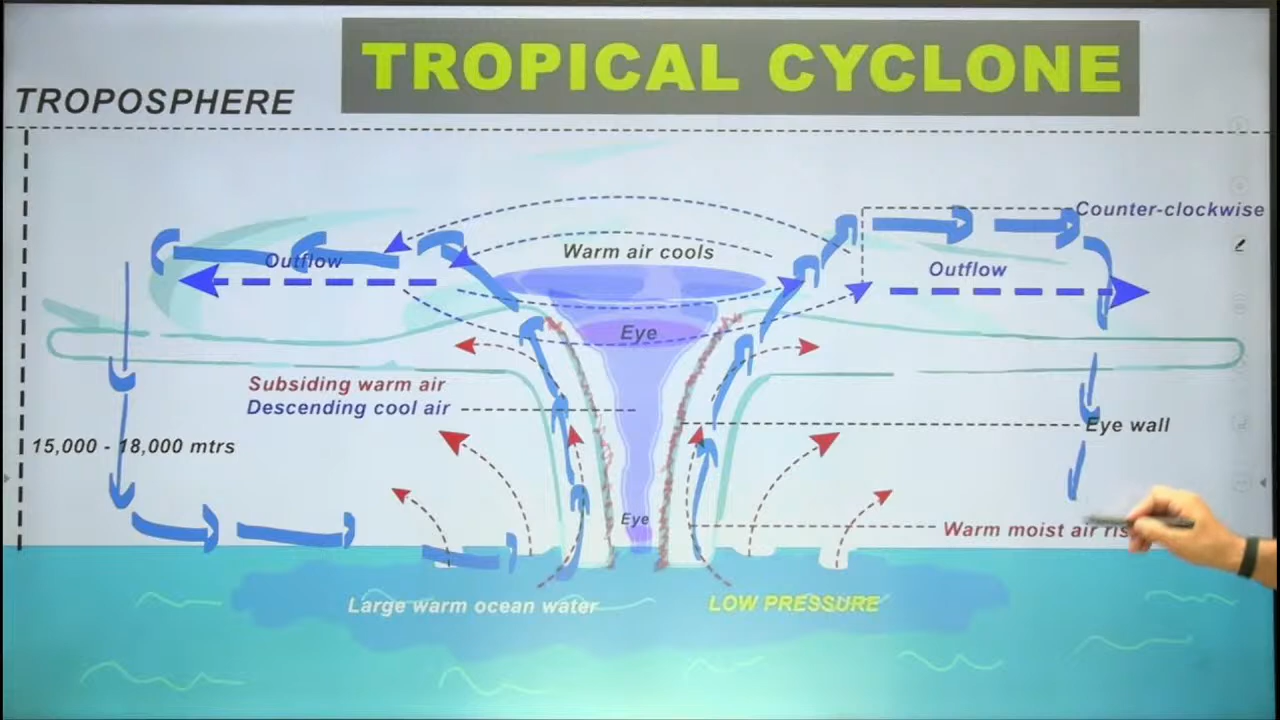 TROPICAL CYCLONE
TROPOSPHERE
Counter-clockwise
Warm air cools
Outflow
Outflow
Eye
Subsiding warm air
Descending cool air
Eye wall
15,000 - 18,000 mtrs
Eye
Warm moist air
Large warm ocean water
LOW PRESSURE